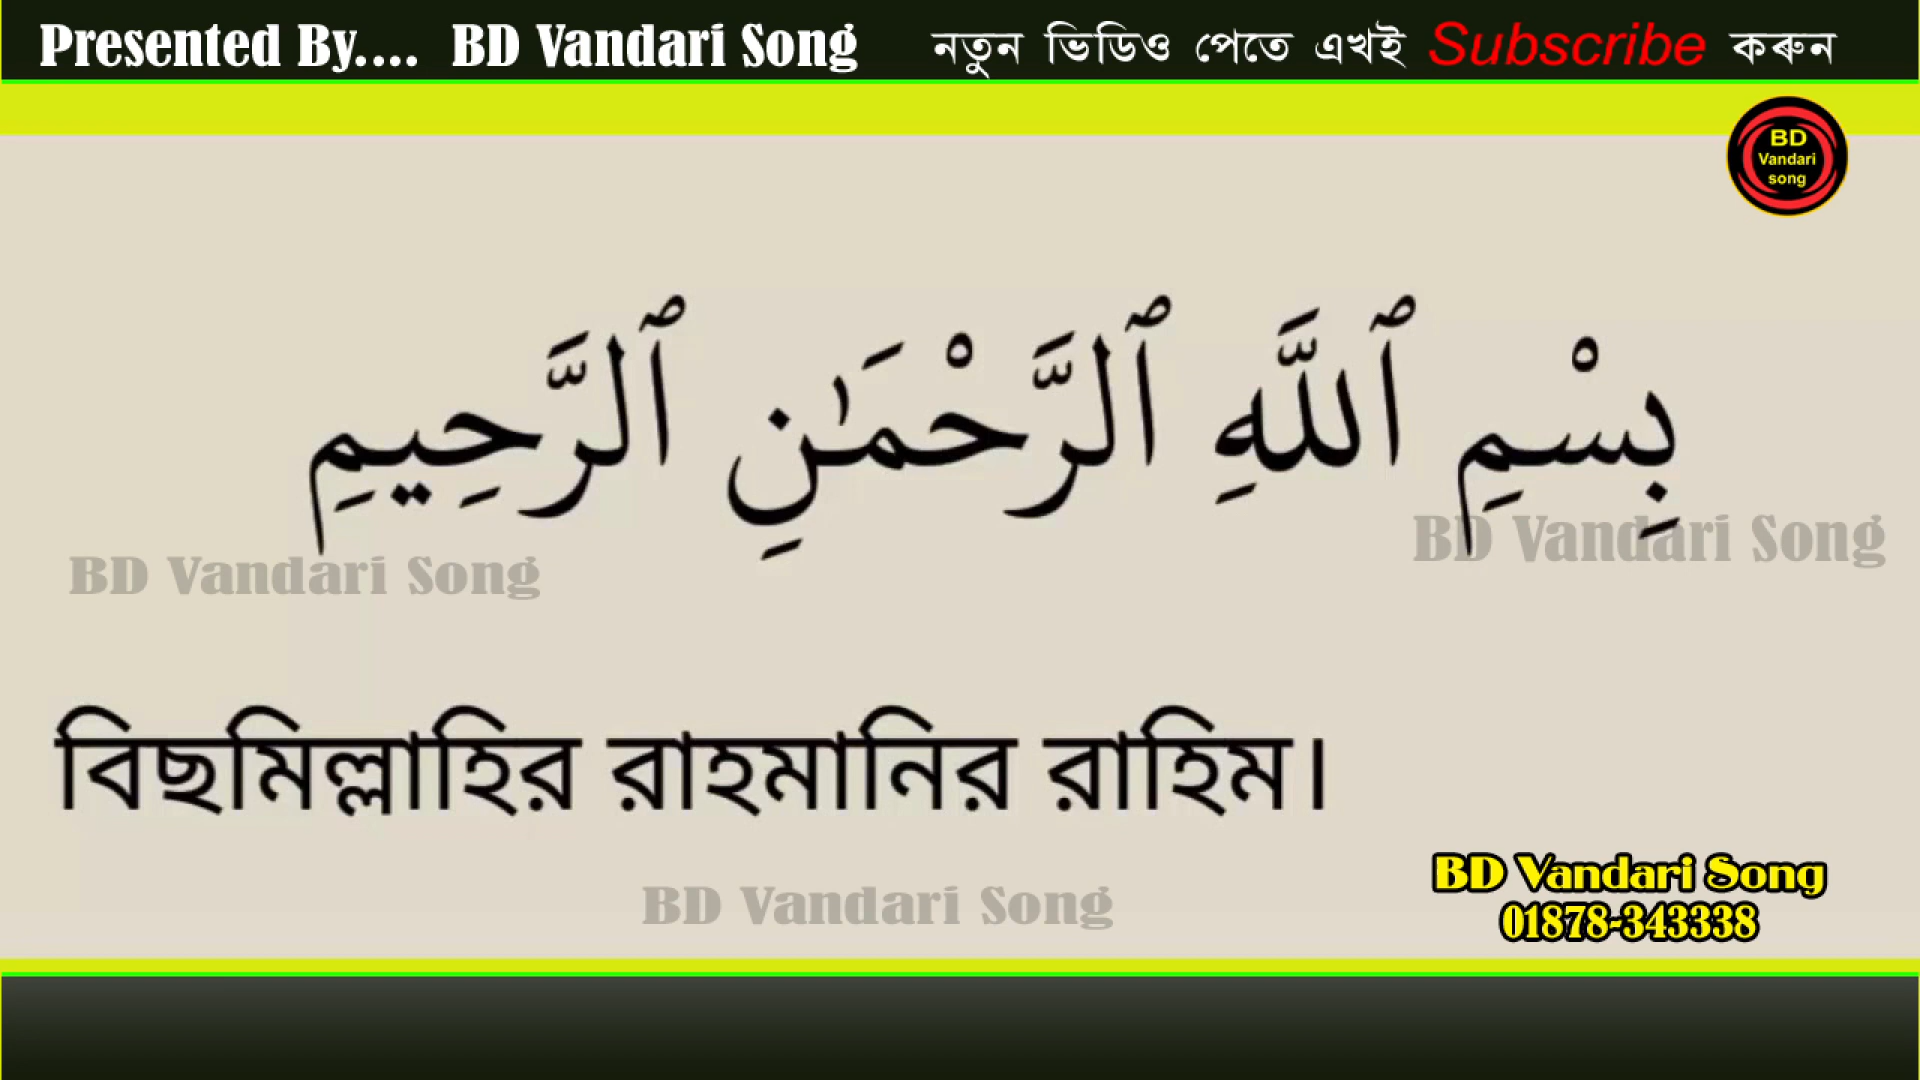 Presented By.... BD Vandari Song নতুন ভিডিও পেতে এখই Subscribe করুন
BD
Vandari
song
بِسْمِ ٱللَّهِ ٱلرَّحْمَـٰنِ ٱلرَّحِيمِ
BD Vandari Song
BD Vandari Song
বিছমিল্লাহির রাহমানির রাহিম।
BD Vandari Song
01878-343338
BD Vandari Song